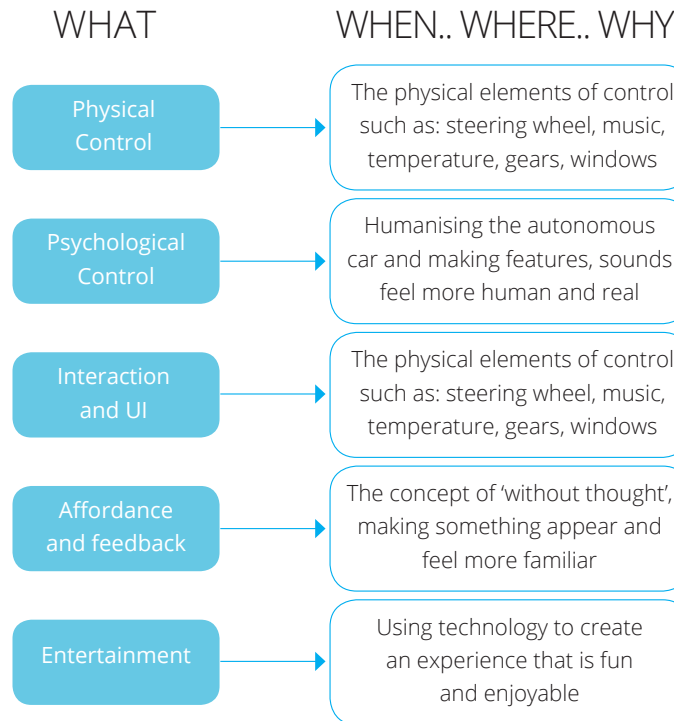 WHAT
WHEN.. WHERE.. WHY
Physical
Control
The physical elements of control
such as: steering wheel, music,
temperature, gears, windows
Psychological
Control
Humanising the autonomous
car and making features, sounds
feel more human and real
Interaction
and UI
The physical elements of control
such as: steering wheel, music,
temperature, gears, windows
Affordance
and feedback
The concept of ‘without thought’,
making something appear and
feel more familiar
Entertainment
Using technology to create
an experience that is fun
and enjoyable